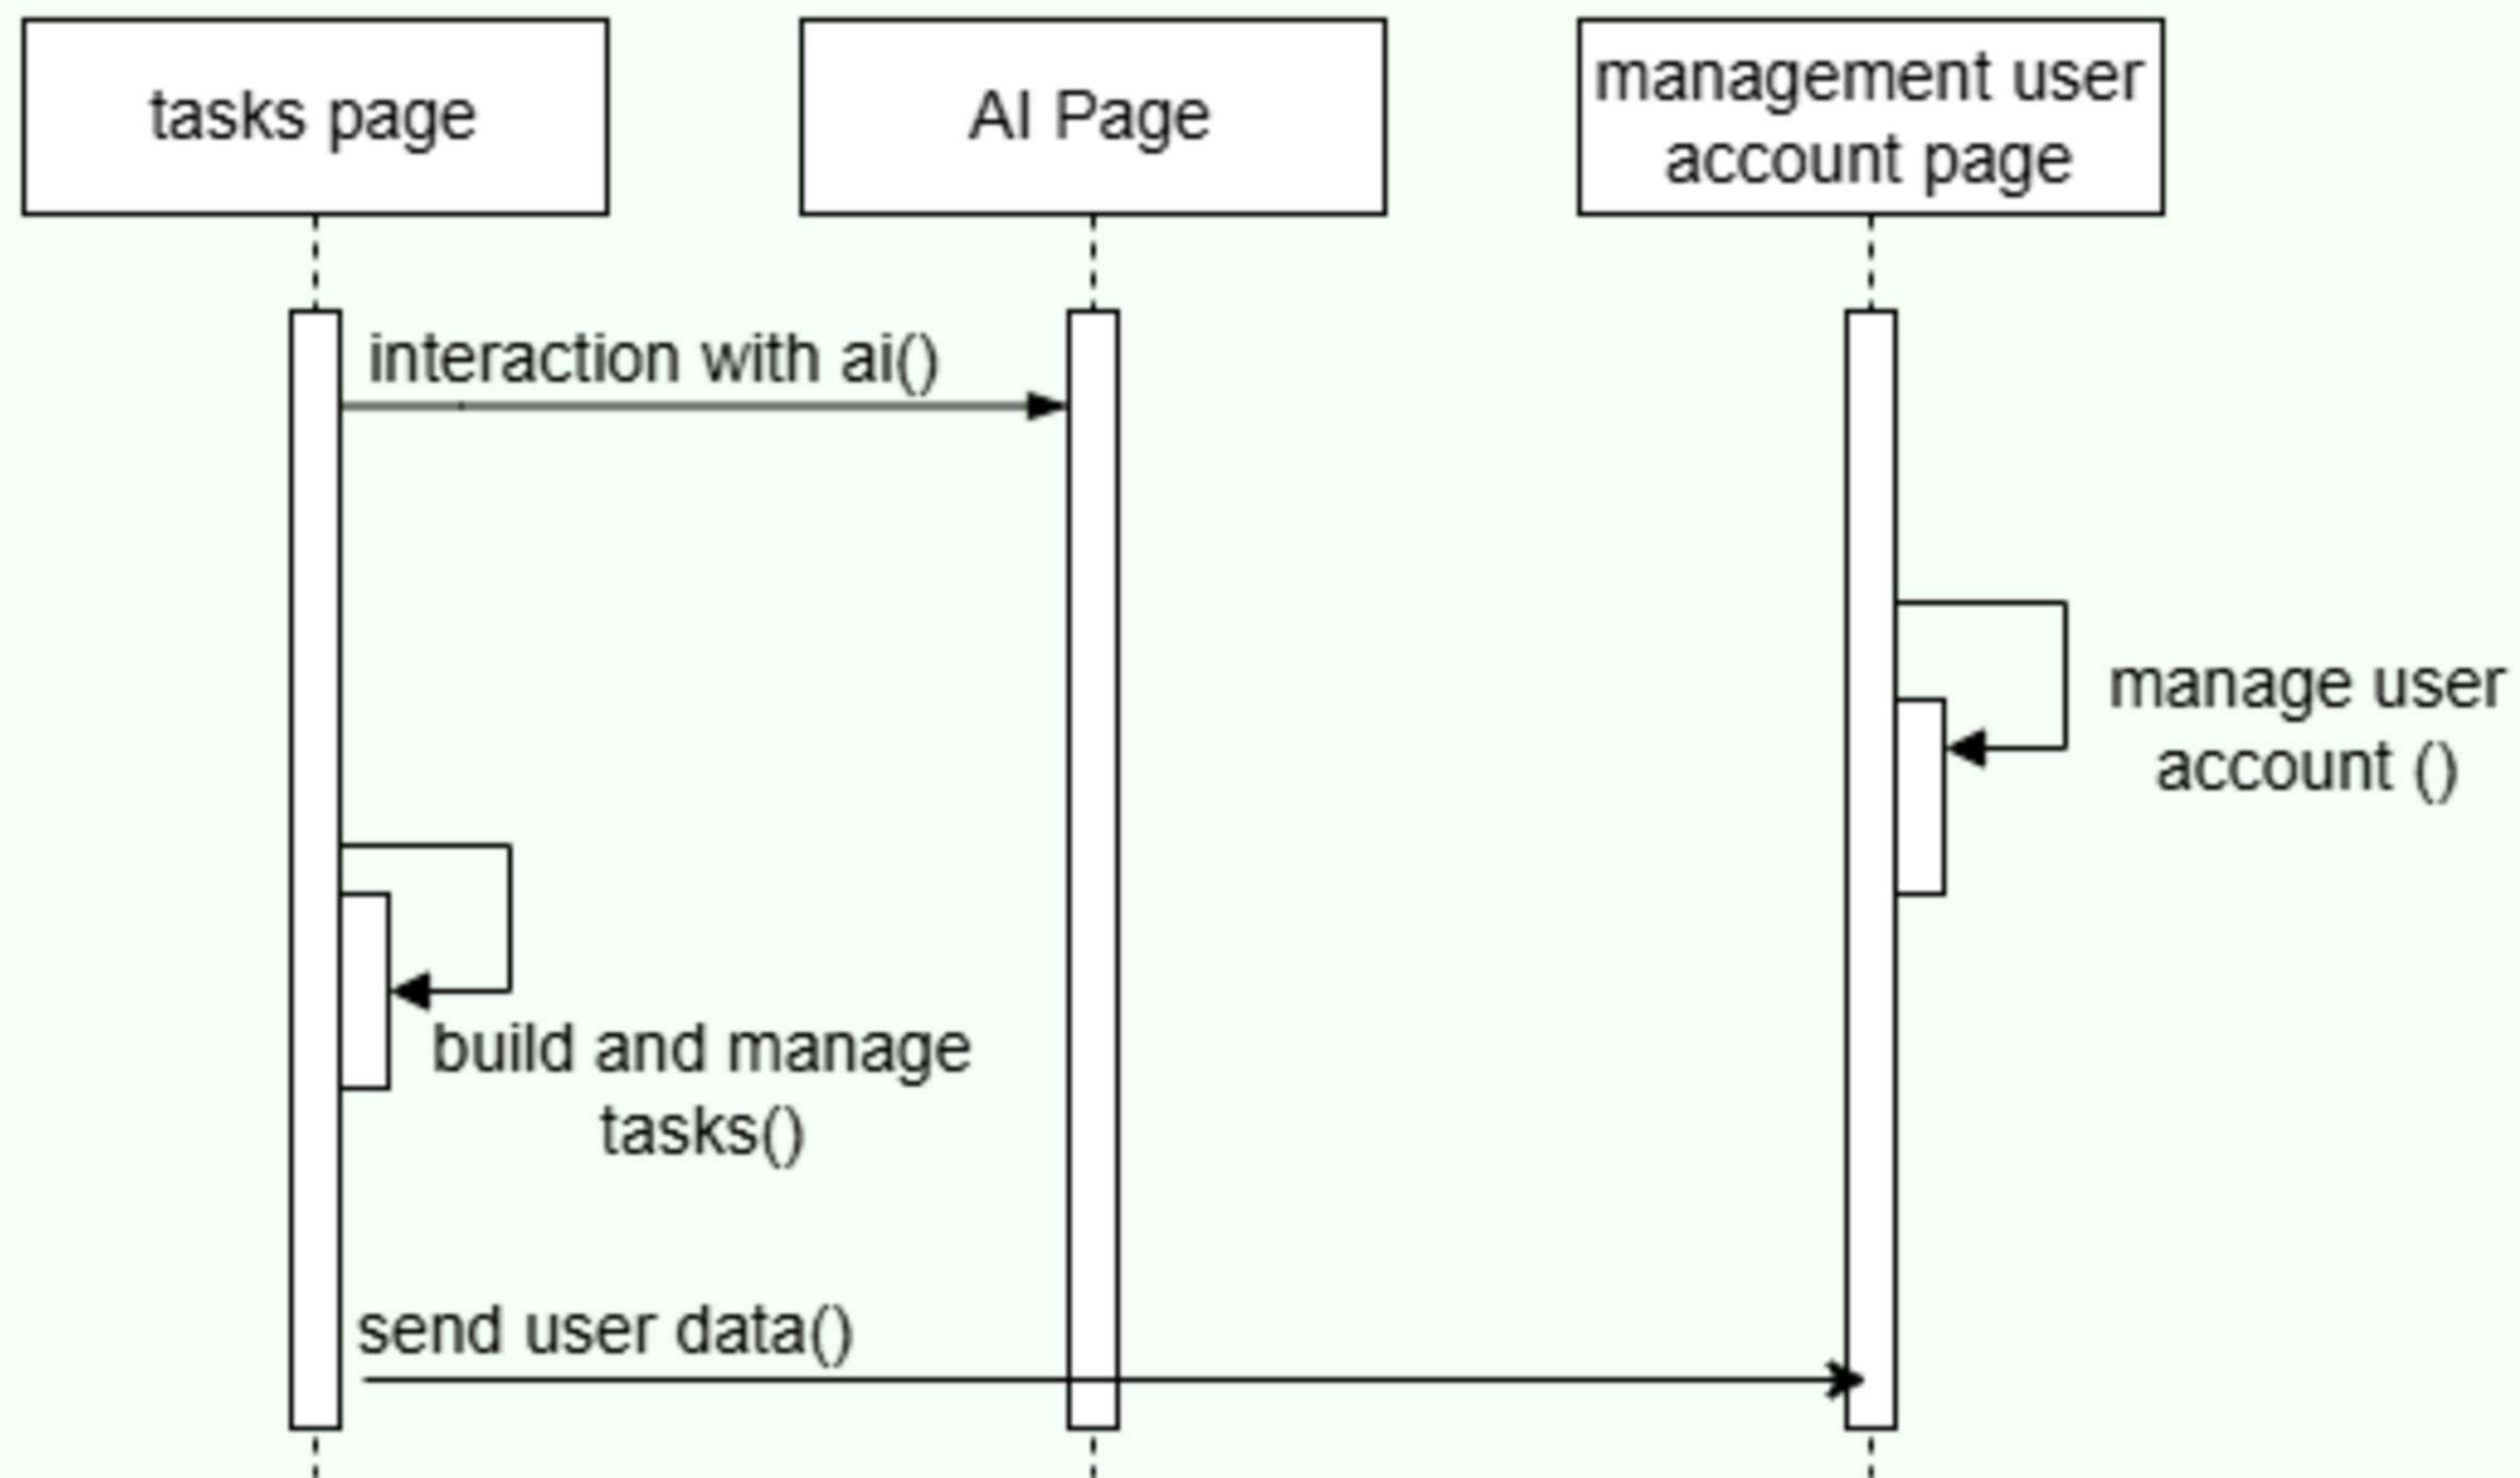 tasks page
AI Page
management user
account page
interaction with ai()
manage user
account ()
build and manage
tasks()
send user data()